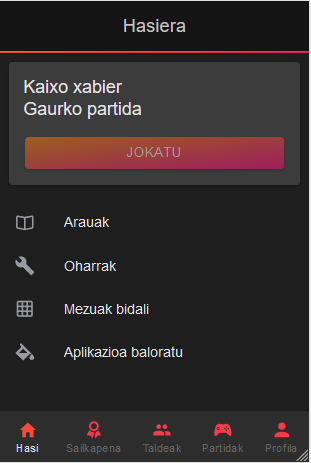 Hasiera
Kaixo xabier
Gaurko partida
JOKATU
Arauak
Oharrak
Mezuak bidali
Aplikazioa baloratu
Hasi Sailkapena Taldeak Partidak Profila